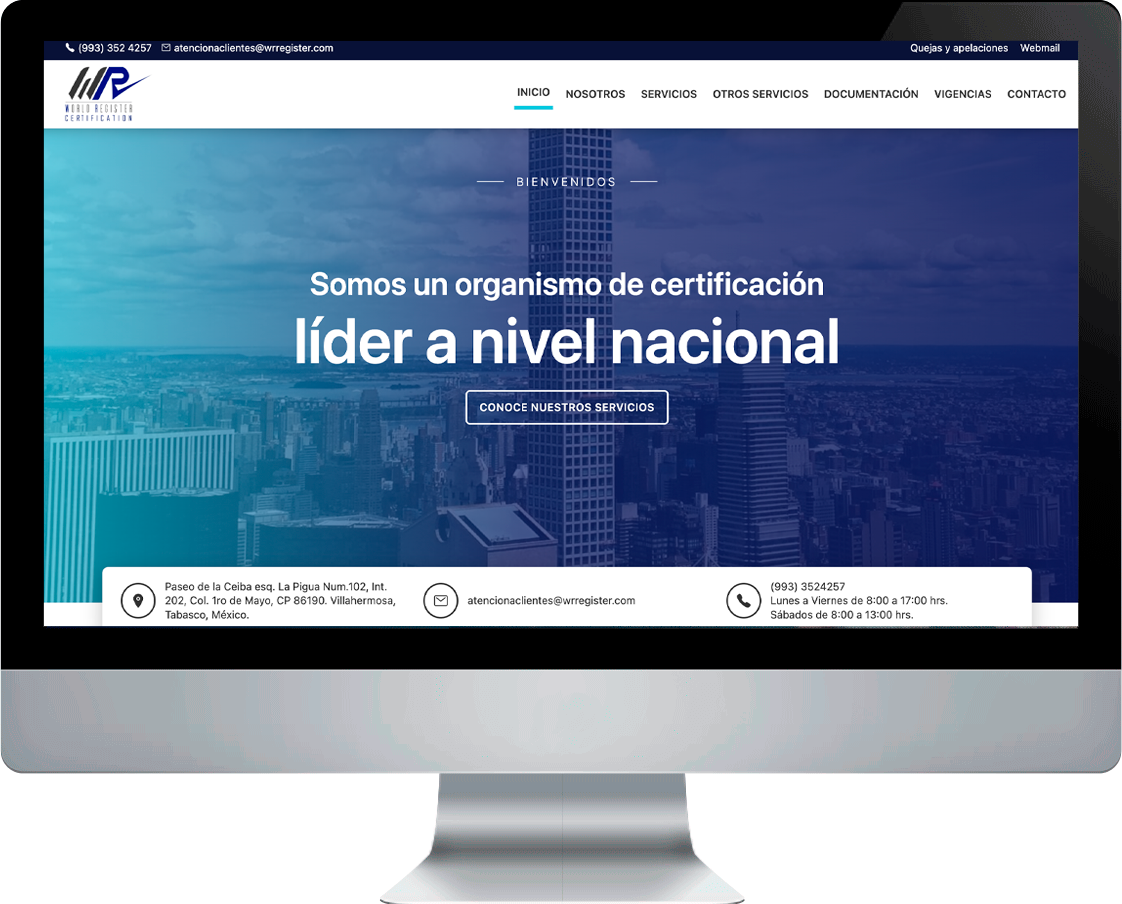 (993) 352 4257 atencionaclientes@wrregister.com Quejas y apelaciones Webmail
WR
WORLD REGISTER
CERTIFICATION
INICIO NOSOTROS SERVICIOS OTROS SERVICIOS DOCUMENTACIÓN VIGENCIAS CONTACTO
BIENVENIDOS
Somos un organismo de certificación
líder a nivel nacional
CONOCE NUESTROS SERVICIOS
Paseo de la Ceiba esq. La Pigua Num.102, Int.
202, Col. 1ro de Mayo, CP 86190. Villahermosa,
Tabasco, México.
atencionaclientes@wrregister.com
(993) 3524257
Lunes a Viernes de 8:00 a 17:00 hrs.
Sábados de 8:00 a 13:00 hrs.